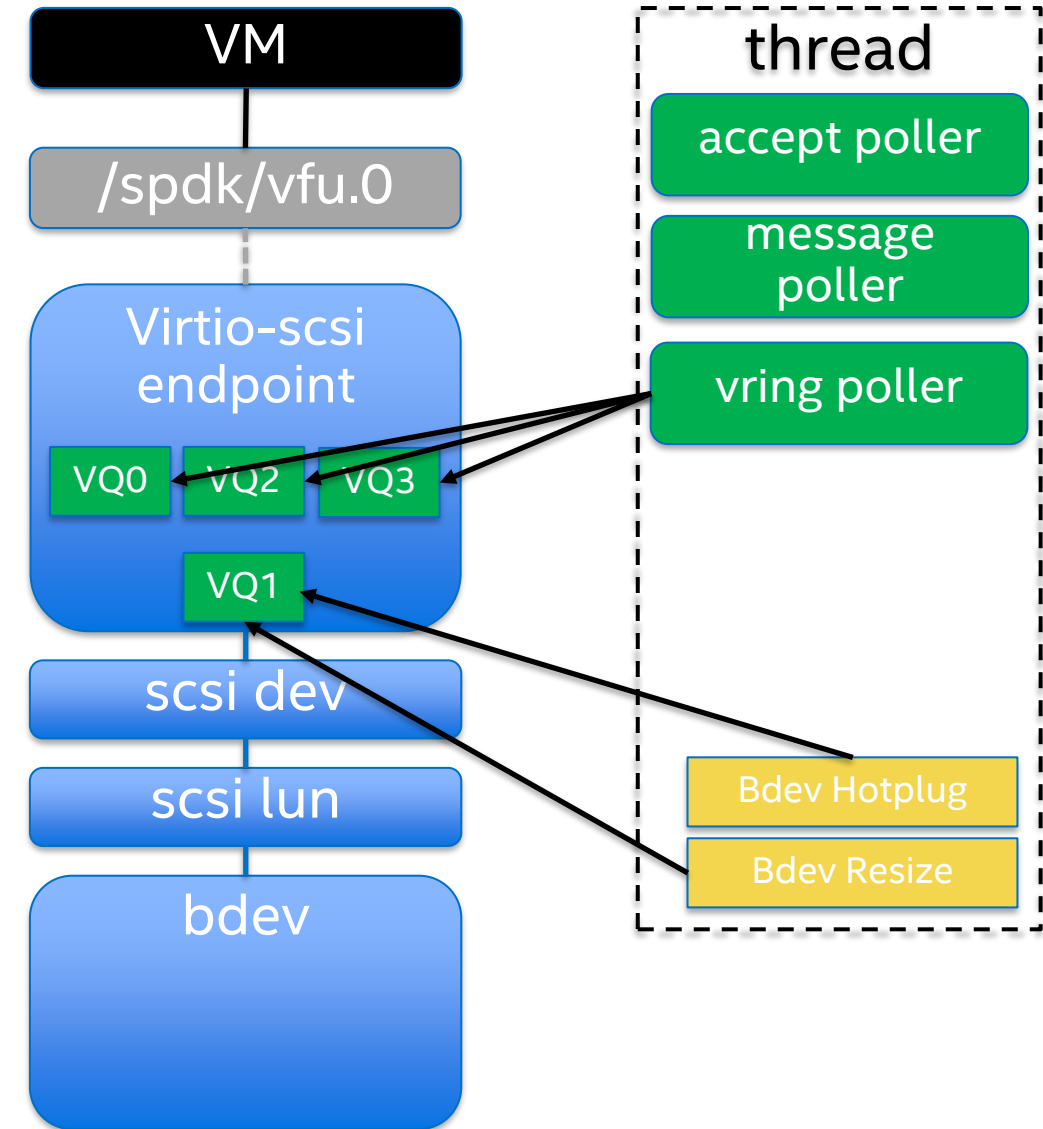 VM
/spdk/vfu.0
Virtio-scsi
endpoint
VQ0
VQ2
VQ3
VQ1
scsi dev
scsi lun
bdev
thread
accept poller
message
poller
vring poller
Bdev Hotplug
Bdev Resize